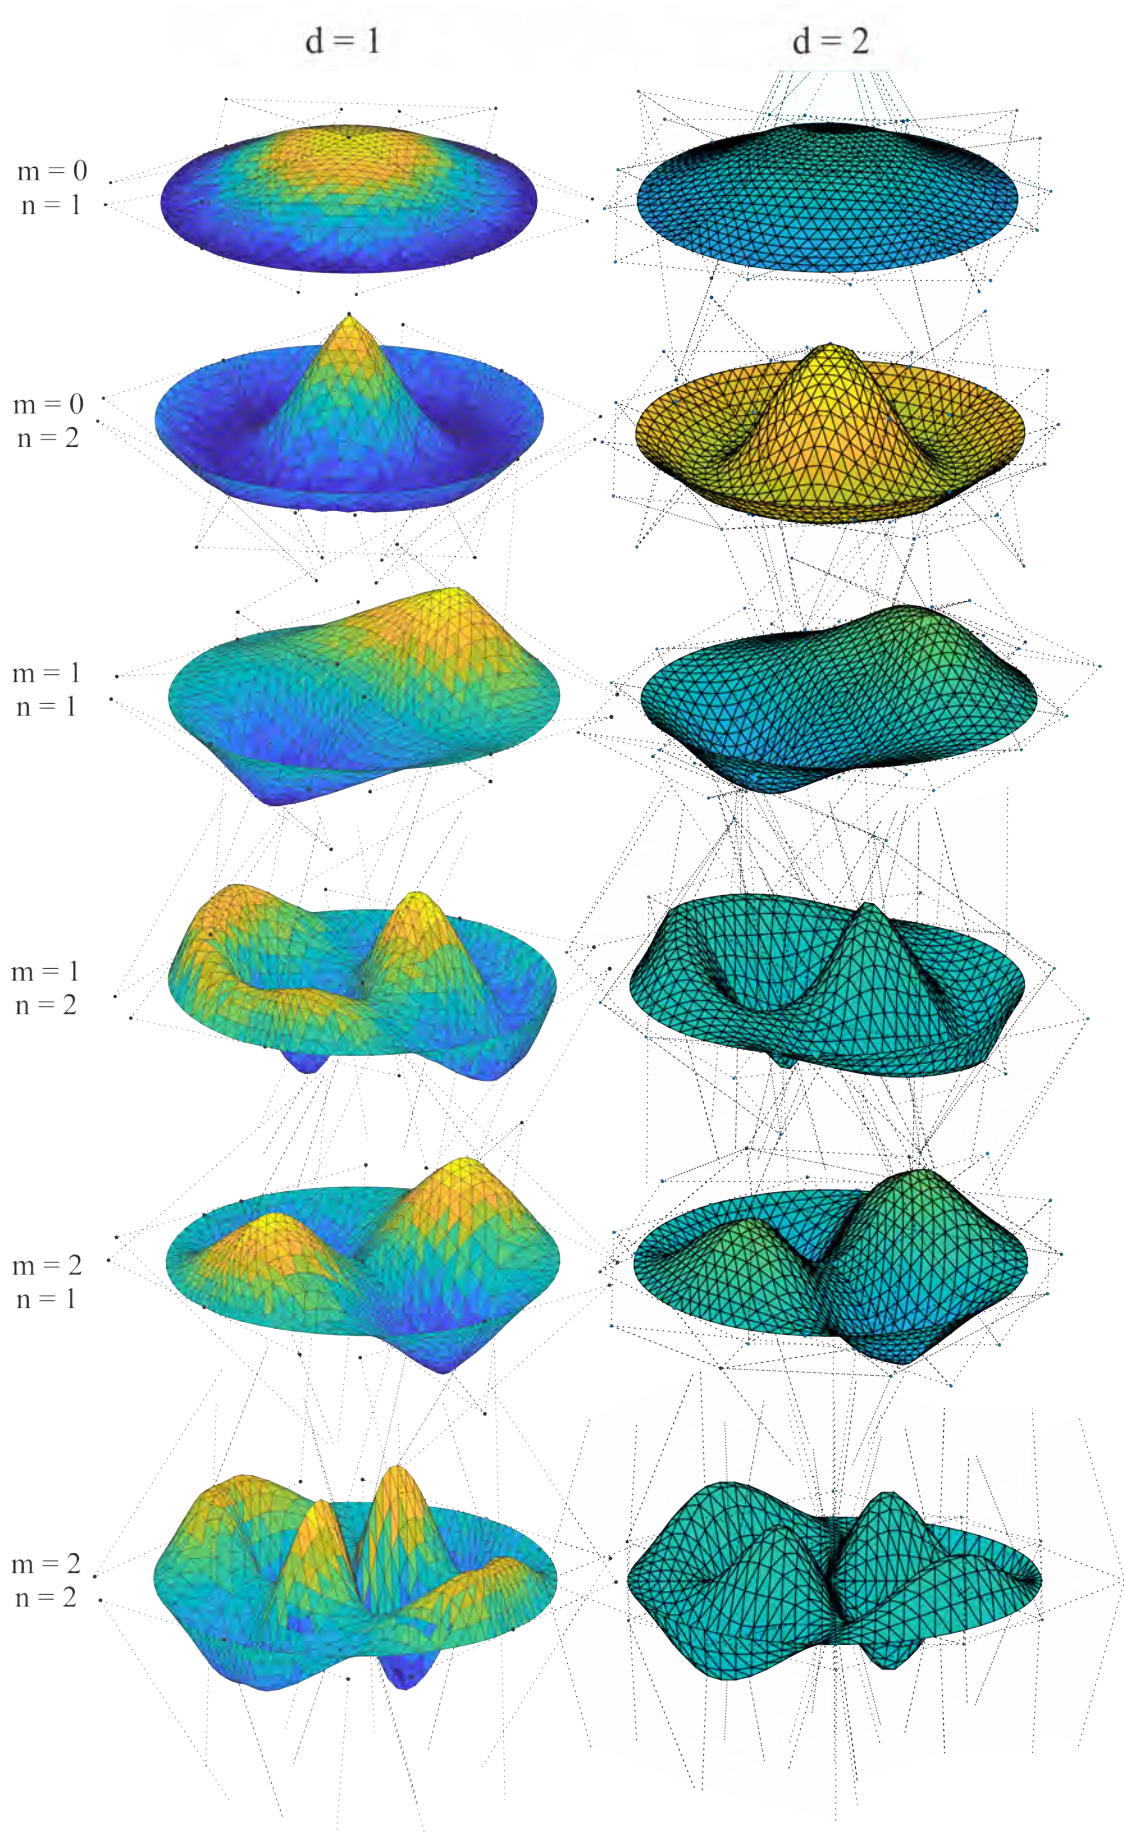 d = 1
d = 2
m = 0
n = 1
m = 0
n = 2
m = 1
n = 1
m = 1
n = 2
m = 2
n = 1
m = 2
n = 2